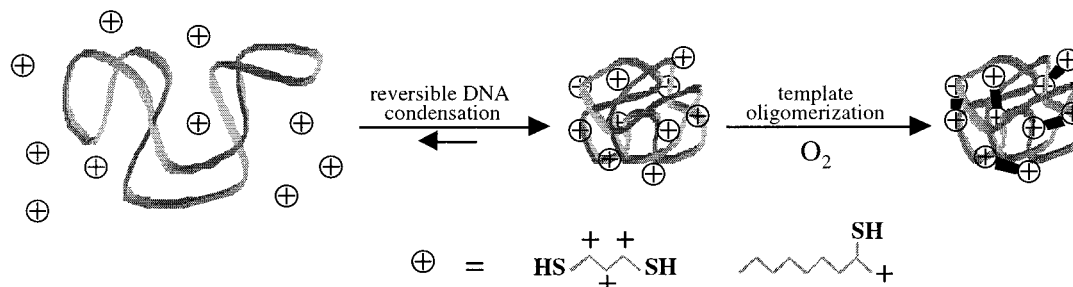 reversible DNA
condensation
template
oligomerization
O₂
+ = HS + + + SH
SH
+